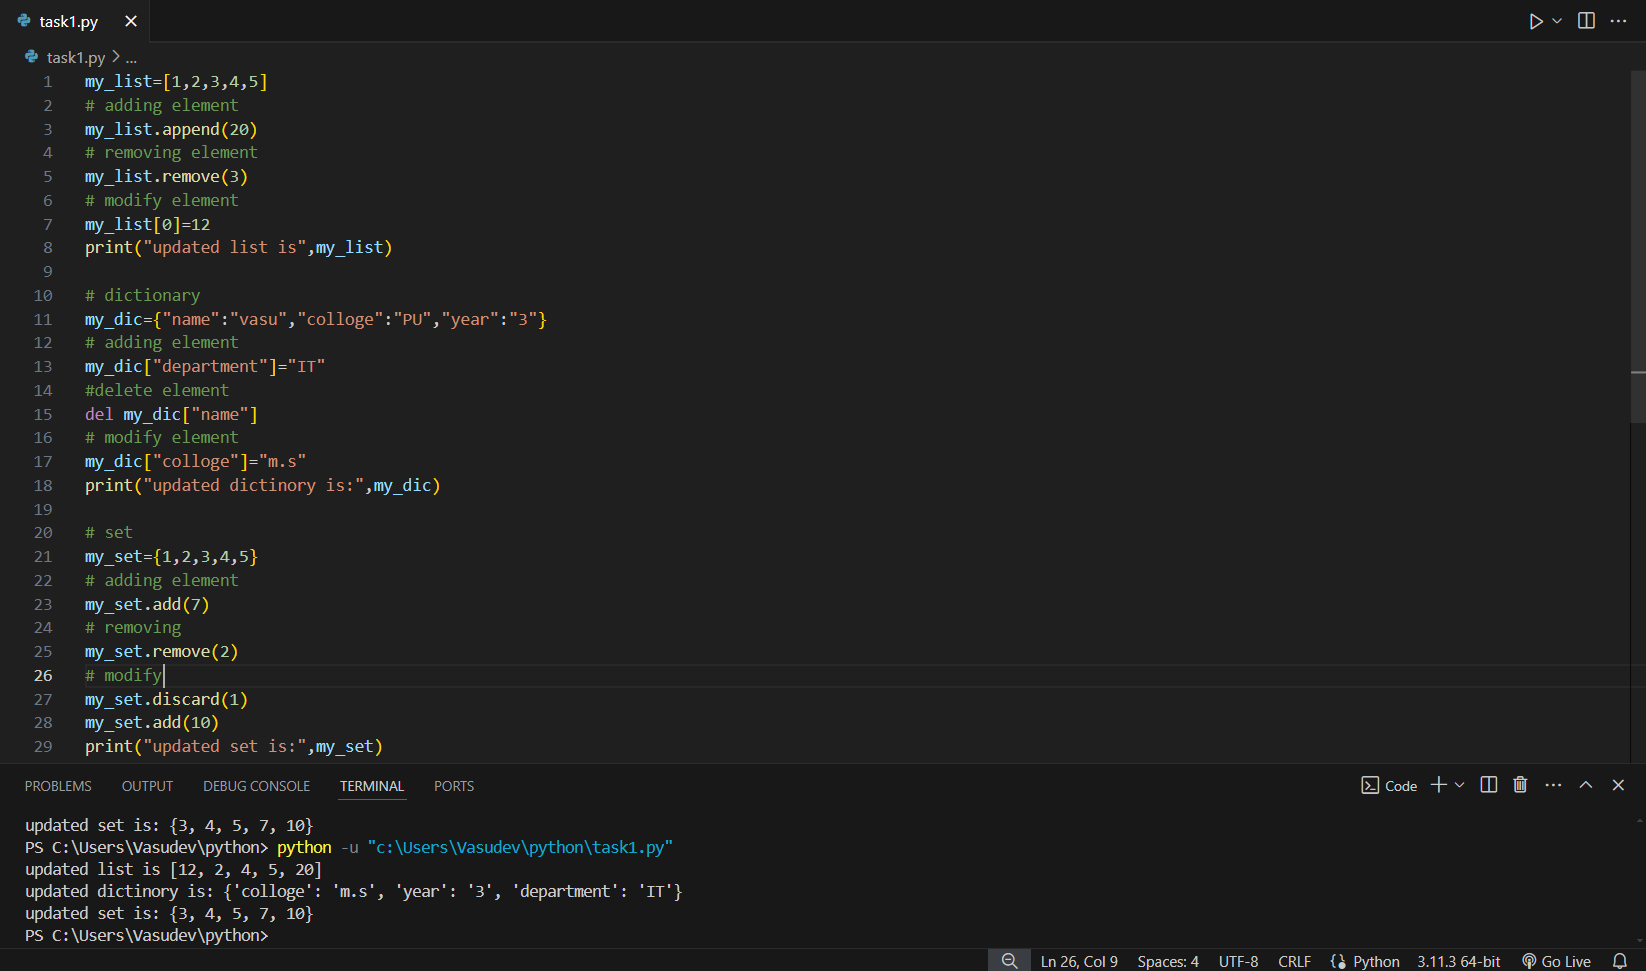 task1.py
task1.py > ...
1 my_list=[1,2,3,4,5]
2 # adding element
3 my_list.append(20)
4 # removing element
5 my_list.remove(3)
6 # modify element
7 my_list[0]=12
8 print("updated list is",my_list)
9
10 # dictionary
11 my_dic={"name":"vasu","colloge":"PU","year":"3"}
12 # adding element
13 my_dic["department"]="IT"
14 #delete element
15 del my_dic["name"]
16 # modify element
17 my_dic["colloge"]="m.s"
18 print("updated dictinory is:",my_dic)
19
20 # set
21 my_set={1,2,3,4,5}
22 # adding element
23 my_set.add(7)
24 # removing
25 my_set.remove(2)
26 # modify
27 my_set.discard(1)
28 my_set.add(10)
29 print("updated set is:",my_set)
PROBLEMS OUTPUT DEBUG CONSOLE TERMINAL PORTS Code
updated set is: {3, 4, 5, 7, 10}
PS C:\Users\Vasudev\python> python -u "c:\Users\Vasudev\python\task1.py"
updated list is [12, 2, 4, 5, 20]
updated dictinory is: {'colloge': 'm.s', 'year': '3', 'department': 'IT'}
updated set is: {3, 4, 5, 7, 10}
PS C:\Users\Vasudev\python>
Ln 26, Col 9 Spaces: 4 UTF-8 CRLF Python 3.11.3 64-bit Go Live